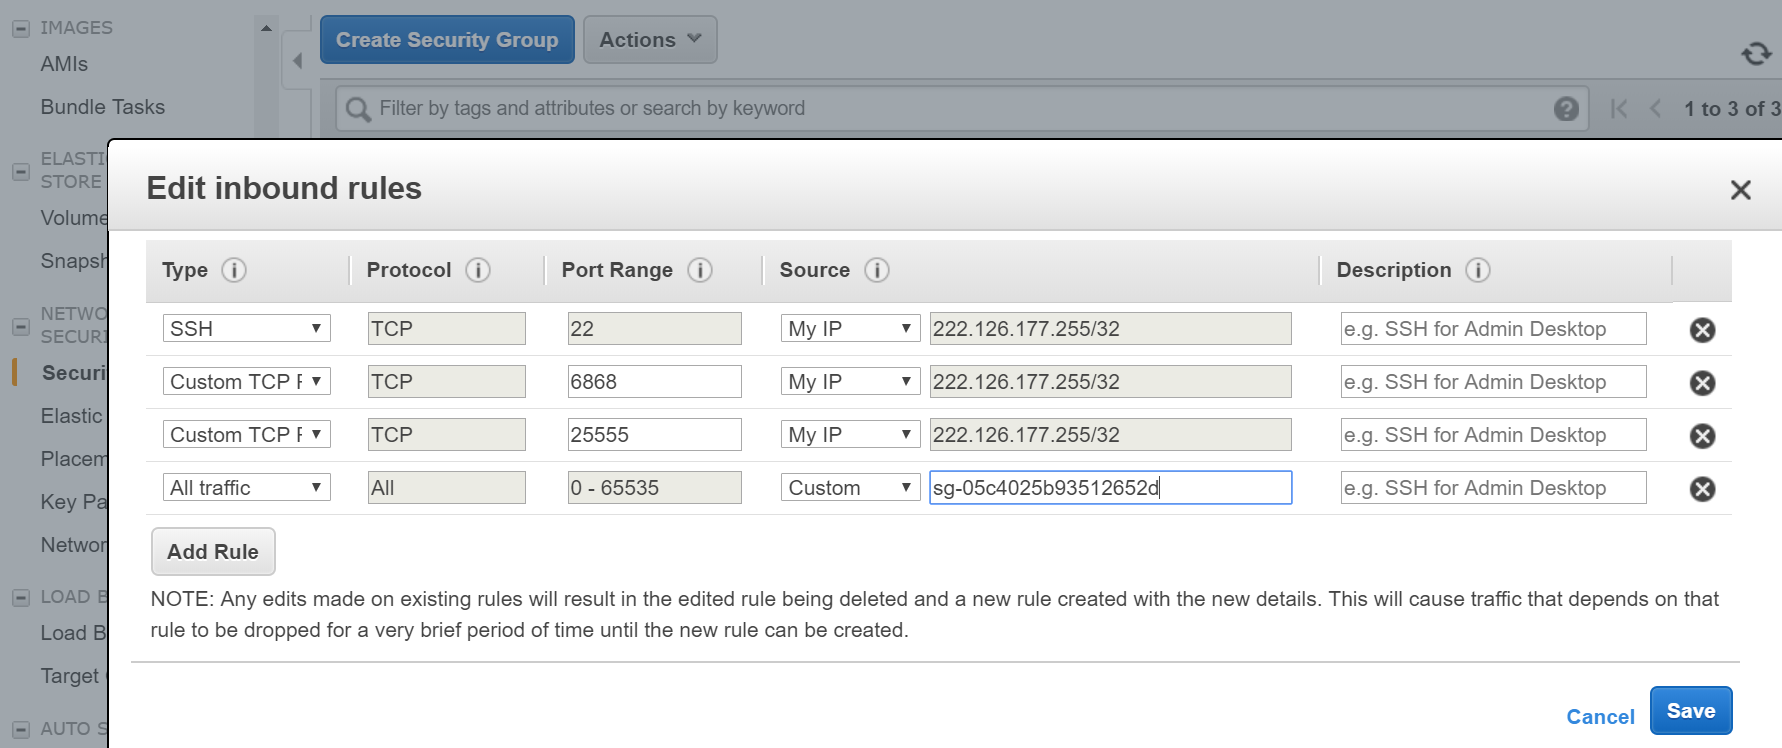 IMAGES
AMIs
Bundle Tasks
ELASTI
STORE
Volume
Snapsh
NETWO
SECURI
Securi
Elastic
Placem
Key Pa
Networ
LOAD B
Load B
Target
AUTO S
Create Security Group Actions
Filter by tags and attributes or search by keyword ? 1 to 3 of 3
Edit inbound rules
Type i Protocol i Port Range i Source i Description i
SSH TCP 22 My IP 222.126.177.255/32 e.g. SSH for Admin Desktop
Custom TCP TCP 6868 My IP 222.126.177.255/32 e.g. SSH for Admin Desktop
Custom TCP TCP 25555 My IP 222.126.177.255/32 e.g. SSH for Admin Desktop
All traffic All 0 - 65535 Custom sg-05c4025b93512652d e.g. SSH for Admin Desktop
Add Rule
NOTE: Any edits made on existing rules will result in the edited rule being deleted and a new rule created with the new details. This will cause traffic that depends on that
rule to be dropped for a very brief period of time until the new rule can be created.
Cancel Save